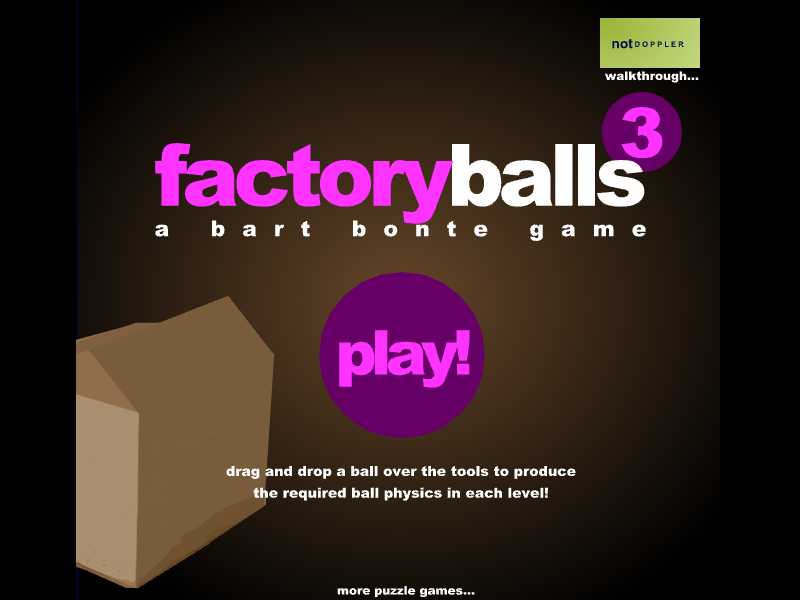 notDOPPLER
walkthrough...
3
factoryballs
a bart bonte game
play!
drag and drop a ball over the tools to produce
the required ball physics in each level!
more puzzle games...